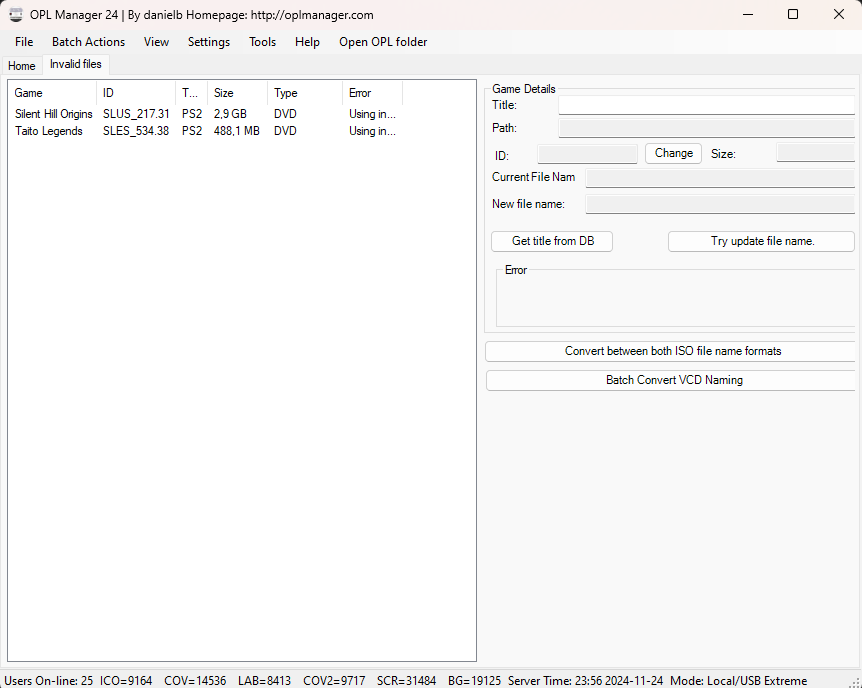 OPL Manager 24 | By danielb Homepage: http://oplmanager.com
File Batch Actions View Settings Tools Help Open OPL folder
Home Invalid files
Game ID T... Size Type Error
Silent Hill Origins SLUS_217.31 PS2 2,9 GB DVD Using in...
Taito Legends SLES_534.38 PS2 488,1 MB DVD Using in...
Game Details
Title:
Path:
ID: Change Size:
Current File Nam
New file name:
Get title from DB Try update file name.
Error
Convert between both ISO file name formats
Batch Convert VCD Naming
Users On-line: 25 ICO=9164 COV=14536 LAB=8413 COV2=9717 SCR=31484 BG=19125 Server Time: 23:56 2024-11-24 Mode: Local/USB Extreme